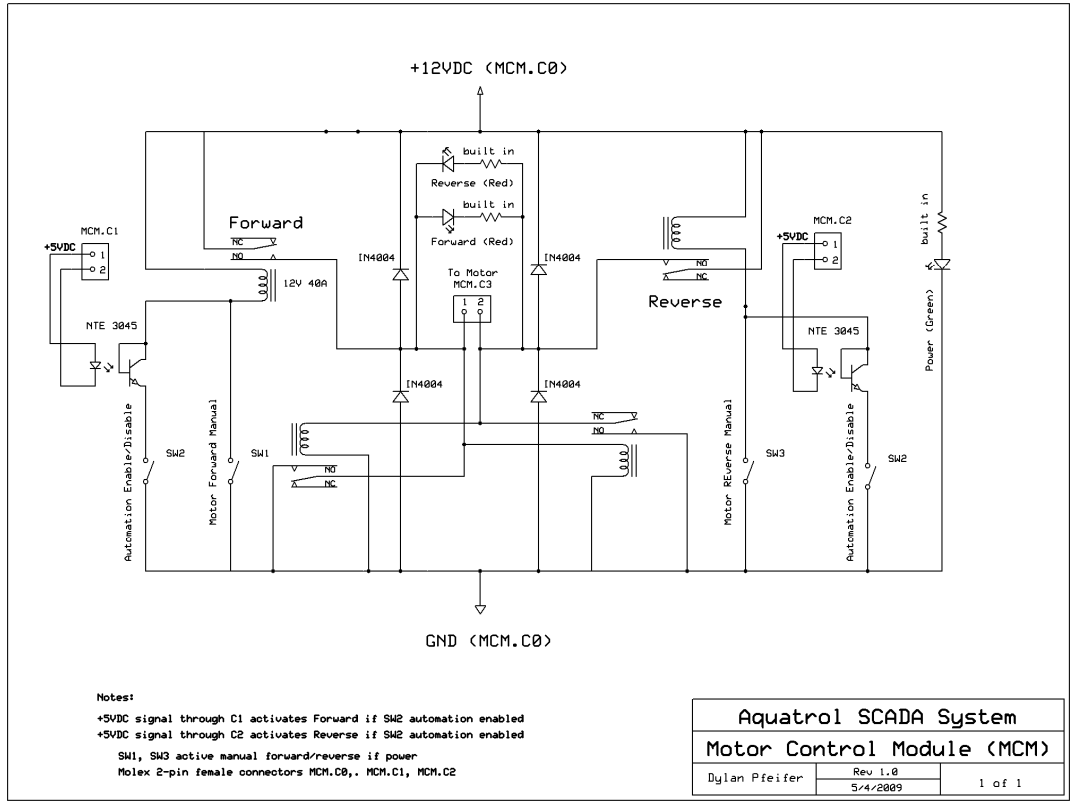 +12VDC (MCM.C0)
built in
Reverse (Red)
built in
Forward (Red)
Forward
MCM.C1
+5VDC
1
2
NC
NO
12V 40A
IN4004
IN4004
To Motor
MCM.C3
1 2
NO
NC
Reverse
MCM.C2
+5VDC
1
2
built in
Power (Green)
NTE 3045
NTE 3045
IN4004
IN4004
Automation Enable/Disable
SW2
Motor Forward Manual
SW1
NO
NC
NC
NO
Motor REverse Manual
SW3
Automation Enable/Disable
SW2
GND (MCM.C0)
Notes:
+5VDC signal through C1 activates Forward if SW2 automation enabled
+5VDC signal through C2 activates Reverse if SW2 automation enabled
SW1, SW3 active manual forward/reverse if power
Molex 2-pin female connectors MCM.C0,. MCM.C1, MCM.C2
Aquatrol SCADA System
Motor Control Module (MCM)
Dylan Pfeifer
Rev 1.0
5/4/2009
1 of 1